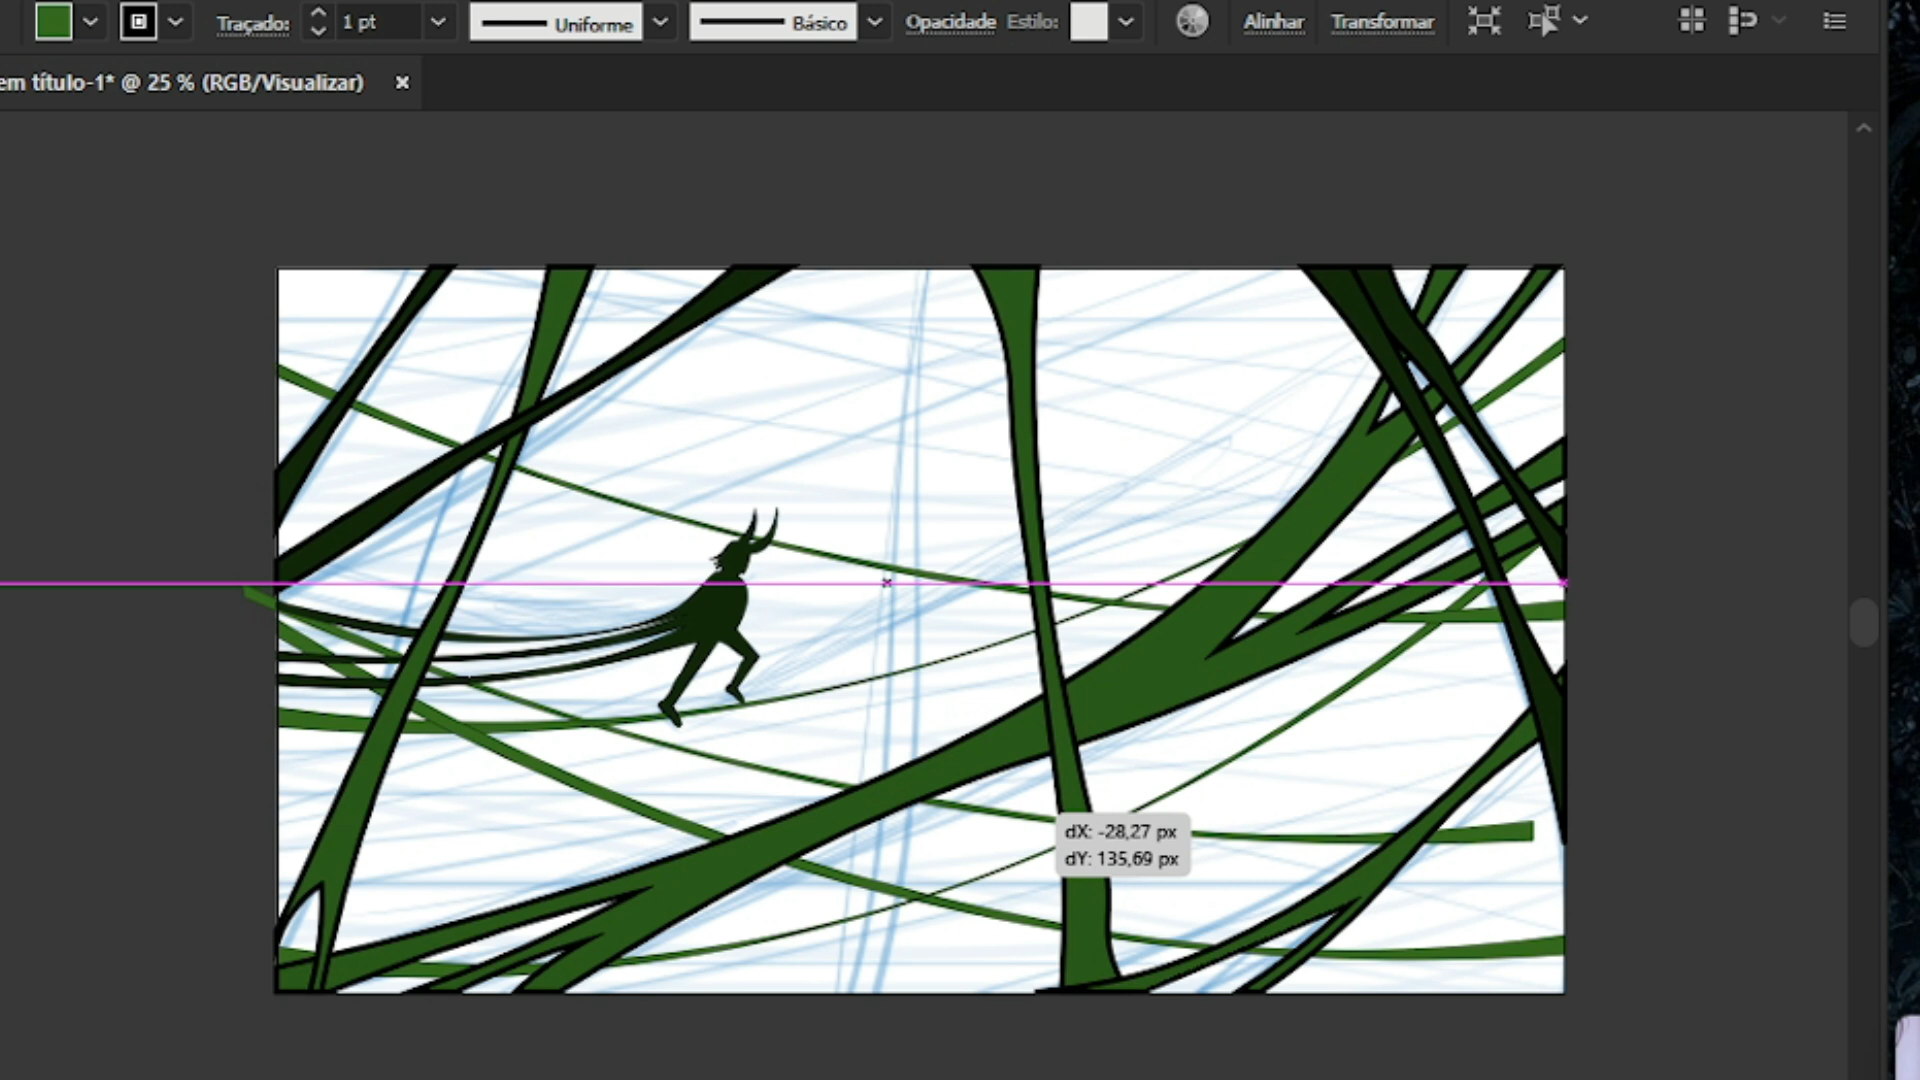 Traçado: 1 pt Uniforme Básico Opacidade Estilo: Alinhar Transformar
em título-1* @ 25 % (RGB/Visualizar)
dX: -28,27 px
dY: 135,69 px